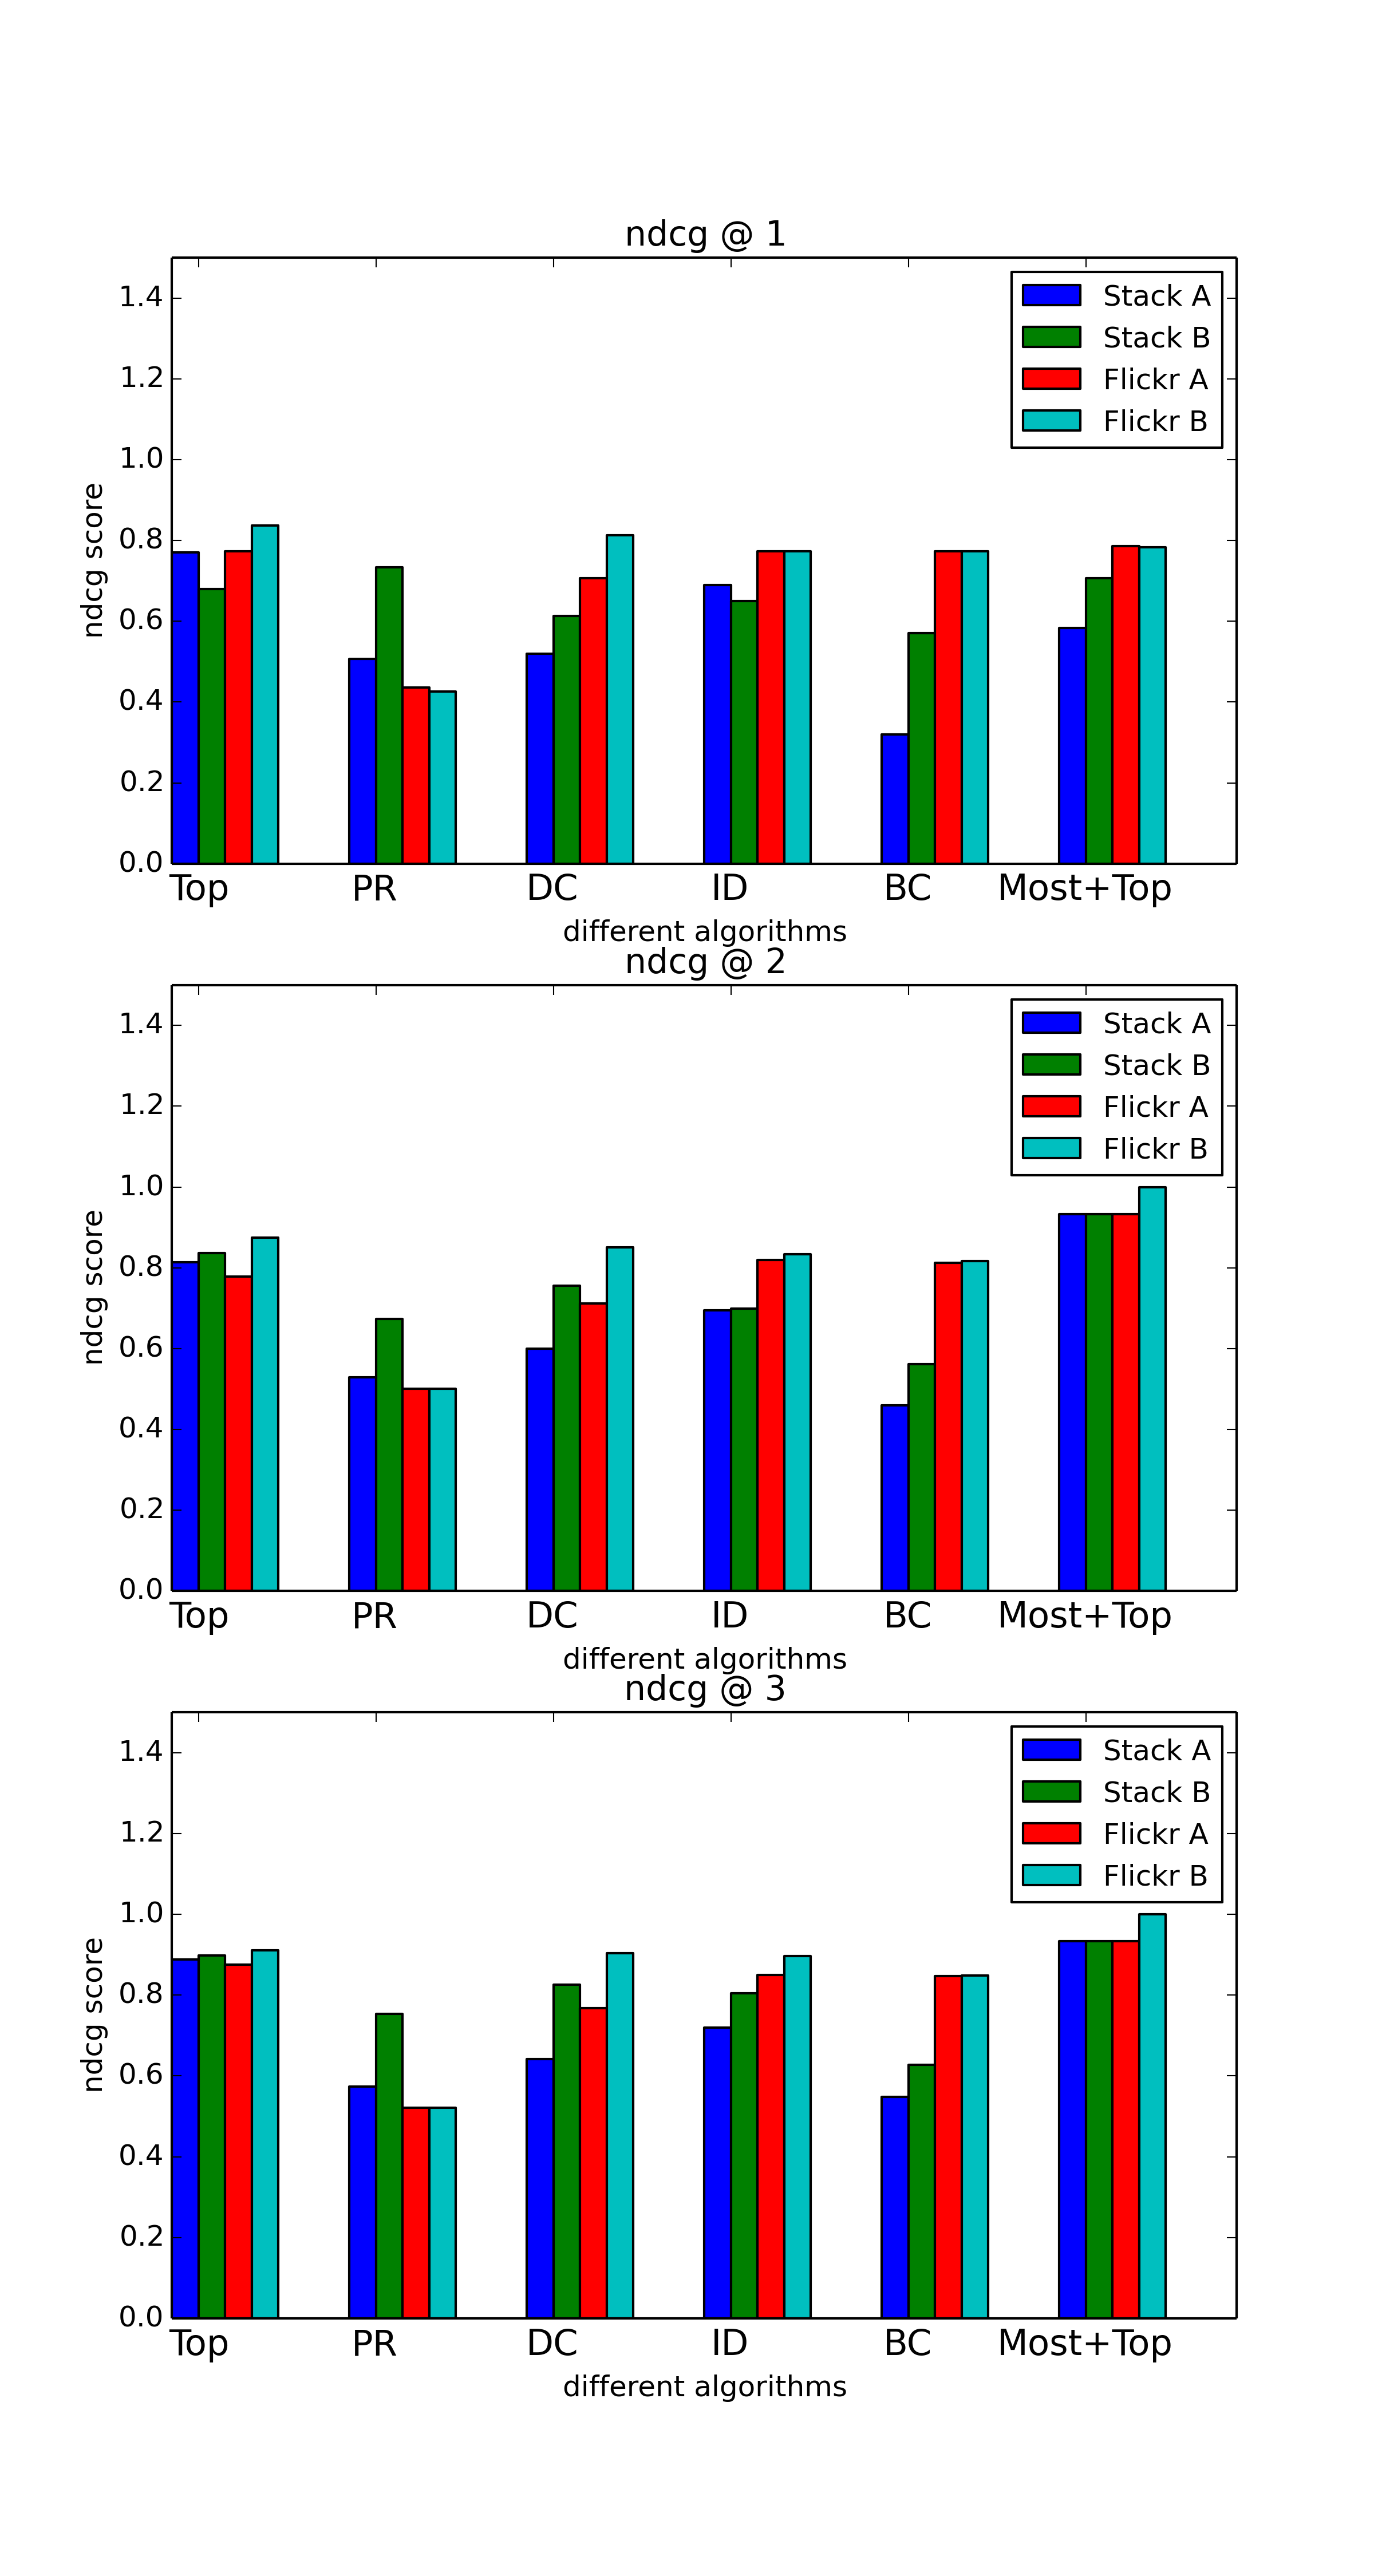 ndcg @ 1
1.4
1.2
1.0
0.8
0.6
0.4
0.2
0.0
ndcg score
Stack A
Stack B
Flickr A
Flickr B
Top PR DC ID BC Most+Top
different algorithms
ndcg @ 2
1.4
1.2
1.0
0.8
0.6
0.4
0.2
0.0
ndcg score
Stack A
Stack B
Flickr A
Flickr B
Top PR DC ID BC Most+Top
different algorithms
ndcg @ 3
1.4
1.2
1.0
0.8
0.6
0.4
0.2
0.0
ndcg score
Stack A
Stack B
Flickr A
Flickr B
Top PR DC ID BC Most+Top
different algorithms